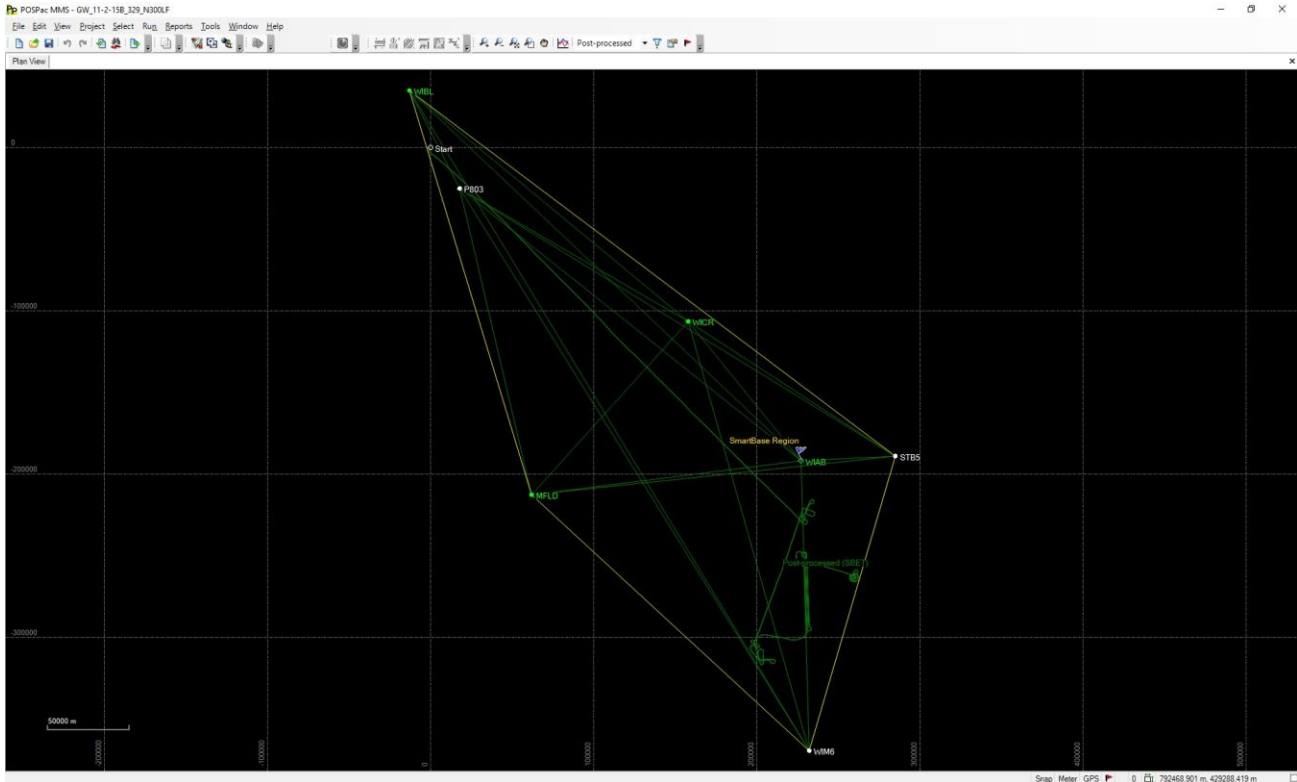 POSPac MMS - GW_11-2-15B_329_N300LF
File Edit View Project Select Run Reports Tools Window Help
Post-processed
Plan View
WIBL
0
Start
P803
-100000
WICR
SmartBase Region
STB5
WIAB
-200000
MFLD
Post-processed (SBET)
-300000
50000 m
WIM6
-200000
-100000
0
100000
200000
300000
400000
500000
Snap Meter GPS 0 792468.901 m, 429288.419 m